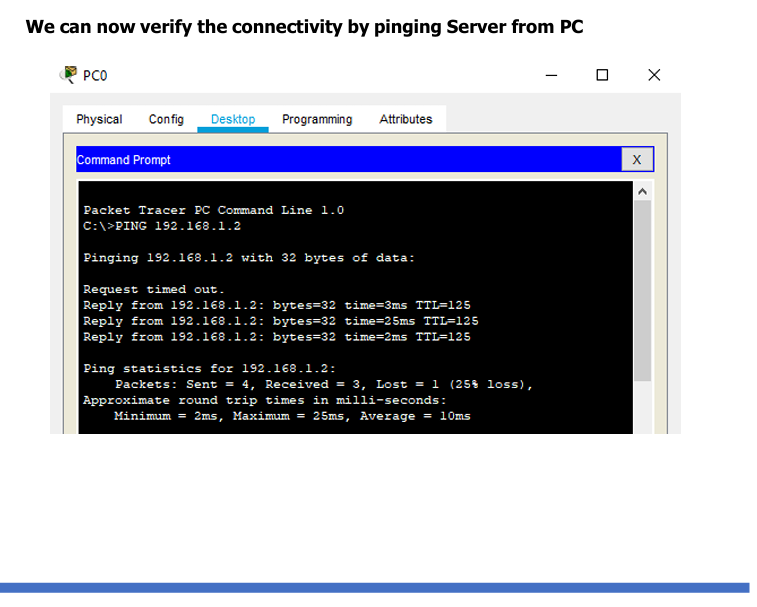 We can now verify the connectivity by pinging Server from PC
PC0
Physical Config Desktop Programming Attributes
Command Prompt X
Packet Tracer PC Command Line 1.0
C:\>PING 192.168.1.2
Pinging 192.168.1.2 with 32 bytes of data:
Request timed out.
Reply from 192.168.1.2: bytes=32 time=3ms TTL=125
Reply from 192.168.1.2: bytes=32 time=25ms TTL=125
Reply from 192.168.1.2: bytes=32 time=2ms TTL=125
Ping statistics for 192.168.1.2:
Packets: Sent = 4, Received = 3, Lost = 1 (25% loss),
Approximate round trip times in milli-seconds:
Minimum = 2ms, Maximum = 25ms, Average = 10ms